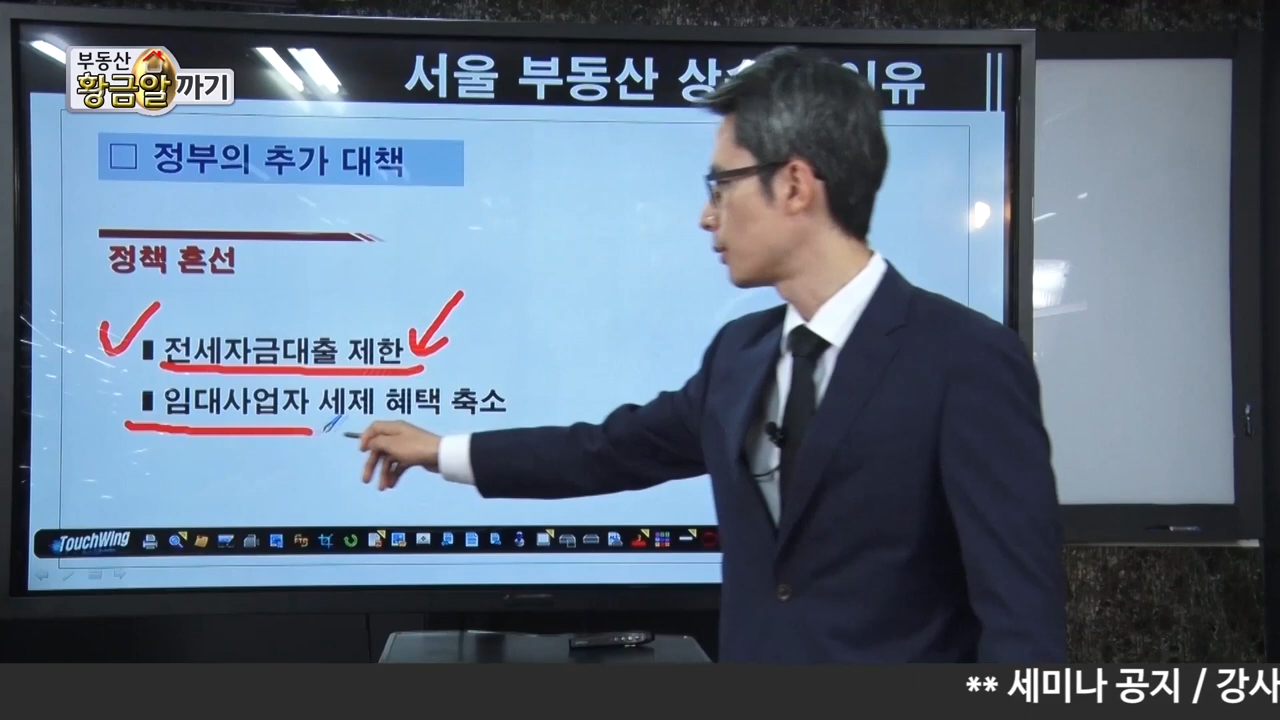 부동산
황금알까기
서울 부동산 상승 이유
□ 정부의 추가 대책
정책 혼선
전세자금대출 제한
임대사업자 세제 혜택 축소
TouchWing
** 세미나 공지 / 강사